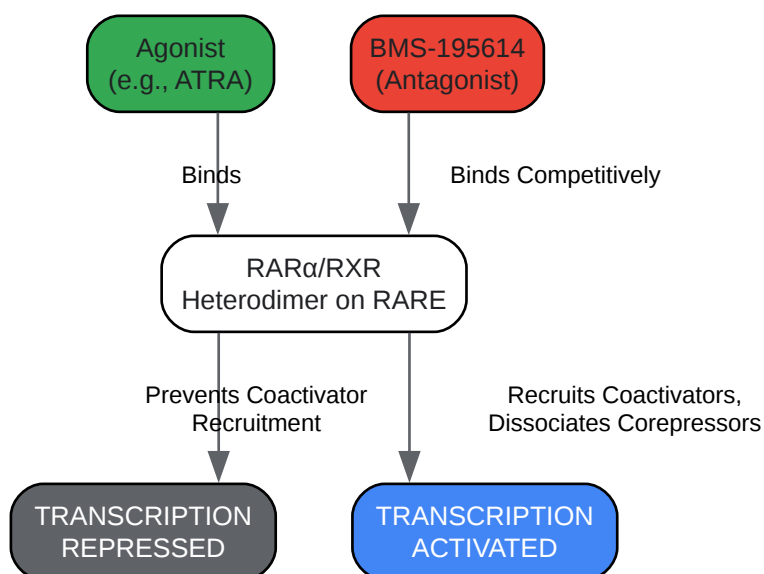 Agonist
(e.g., ATRA)
BMS-195614
(Antagonist)
Binds
Binds Competitively
RARα/RXR
Heterodimer on RARE
Prevents Coactivator
Recruitment
Recruits Coactivators,
Dissociates Corepressors
TRANSCRIPTION
REPRESSED
TRANSCRIPTION
ACTIVATED